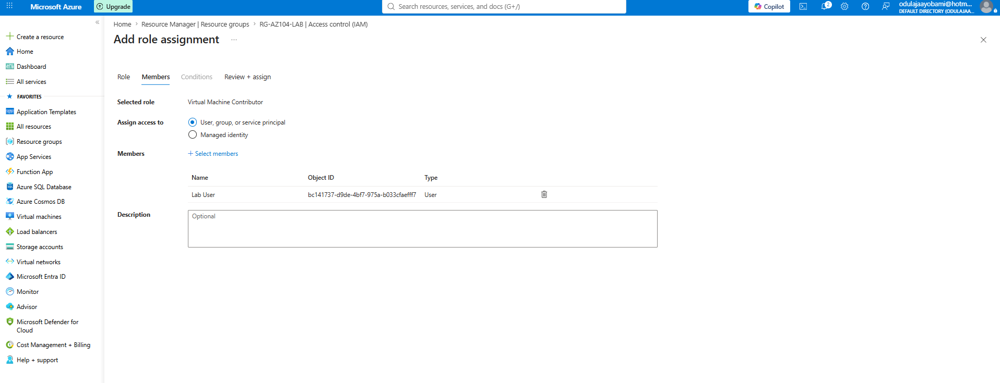 Microsoft Azure
Upgrade
Search resources, services, and docs (G+/)
Copilot
2
odulajaayobami@hotm...
DEFAULT DIRECTORY (ODULAJAA...
Create a resource
Home
Dashboard
All services
FAVORITES
Application Templates
All resources
Resource groups
App Services
Function App
Azure SQL Database
Azure Cosmos DB
Virtual machines
Load balancers
Storage accounts
Virtual networks
Microsoft Entra ID
Monitor
Advisor
Microsoft Defender for
Cloud
Cost Management + Billing
Help + support
Home > Resource Manager | Resource groups > RG-AZ104-LAB | Access control (IAM)
Add role assignment ...
Role Members Conditions Review + assign
Selected role Virtual Machine Contributor
Assign access to User, group, or service principal
Managed identity
Members + Select members
Name Object ID Type
Lab User bc141737-d9de-4bf7-975a-b033cfaefff7 User
Description Optional